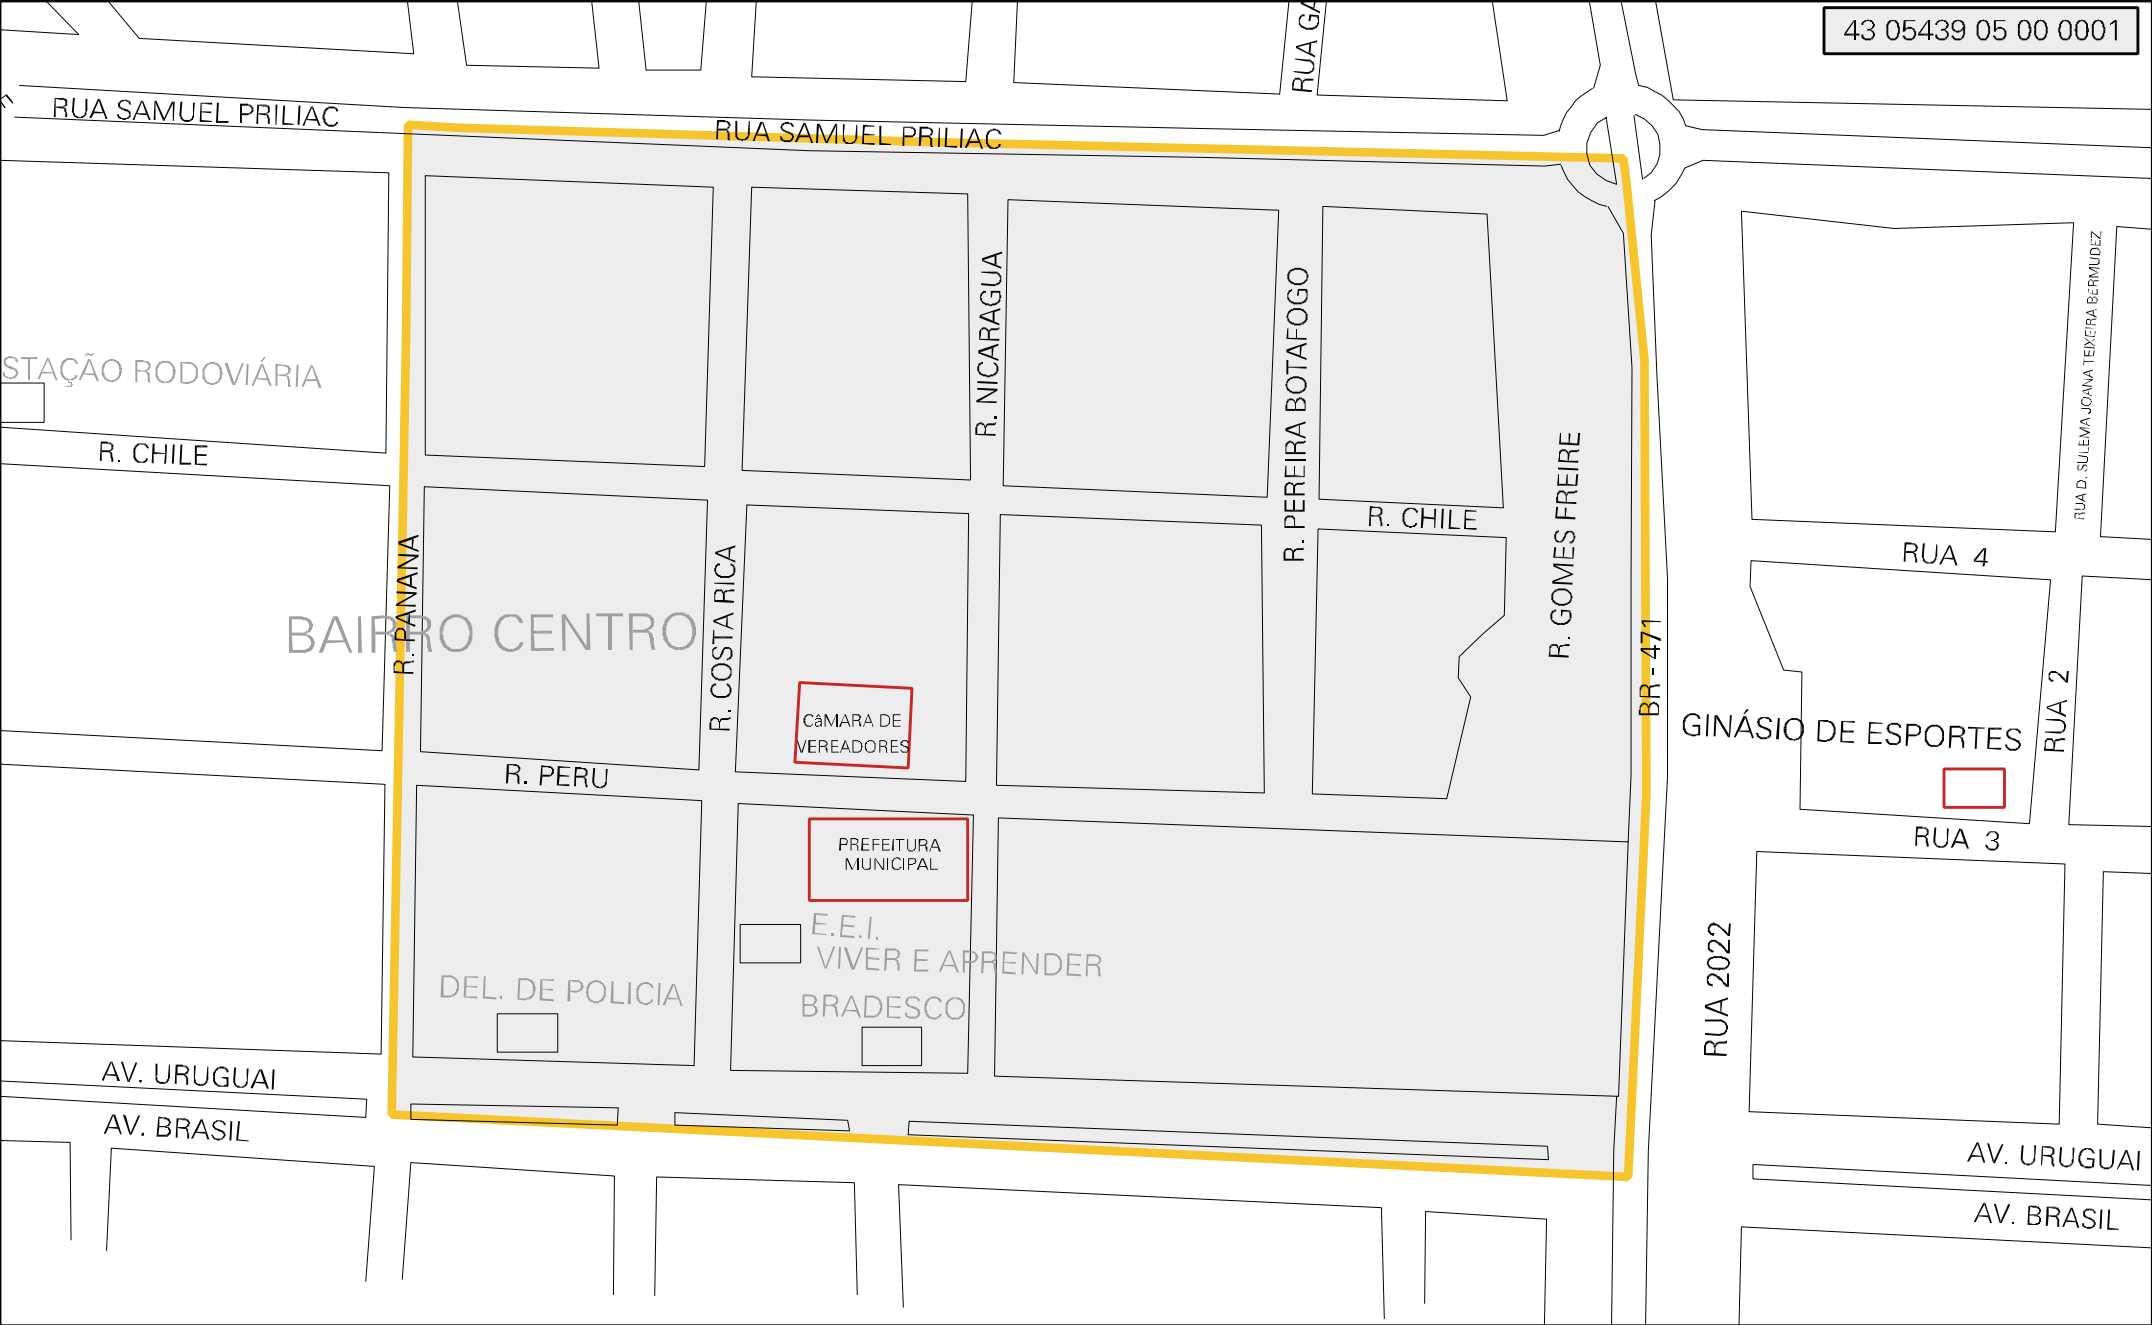 43 05439 05 00 0001
RUA GA
RUA SAMUEL PRILIAC
RUA SAMUEL PRILIAC
RUA D. SULEMA JOANA TEIXEIRA BERMUDEZ
R. NICARAGUA
R. PEREIRA BOTAFOGO
STAÇÃO RODOVIÁRIA
R. CHILE
R. GOMES FREIRE
R. CHILE
RUA 4
R. PANANA
R. COSTA RICA
BAIRRO CENTRO
BR - 471
RUA 2
CâMARA DE
VEREADORES
GINÁSIO DE ESPORTES
R. PERU
PREFEITURA
MUNICIPAL
RUA 3
E.E.I.
VIVER E APRENDER
RUA 2022
DEL. DE POLICIA
BRADESCO
AV. URUGUAI
AV. BRASIL
AV. URUGUAI
AV. BRASIL